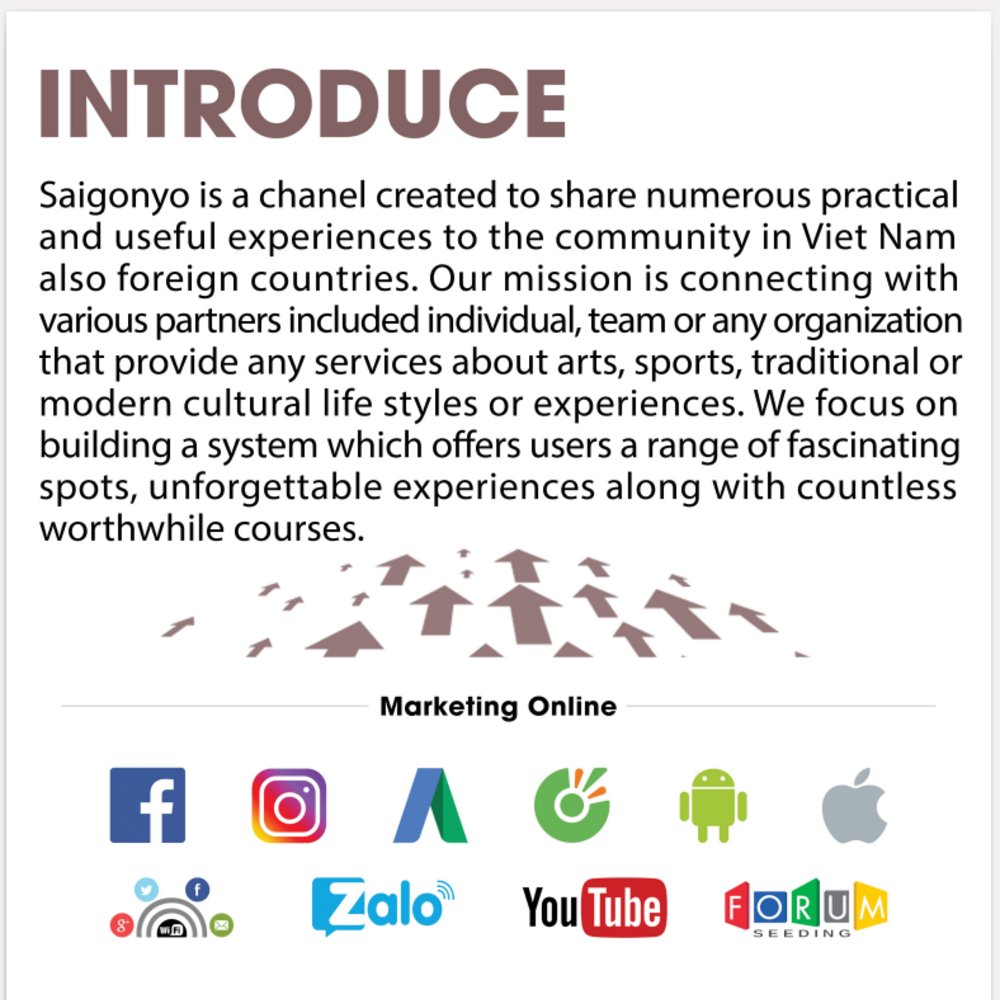 INTRODUCE
Saigonyo is a chanel created to share numerous practical
and useful experiences to the community in Viet Nam
also foreign countries. Our mission is connecting with
various partners included individual, team or any organization
that provide any services about arts, sports, traditional or
modern cultural life styles or experiences. We focus on
building a system which offers users a range of fascinating
spots, unforgettable experiences along with countless
worthwhile courses.
Marketing Online
f
f
g+
WiFi
Zalo
YouTube
FORUM
SEEDING